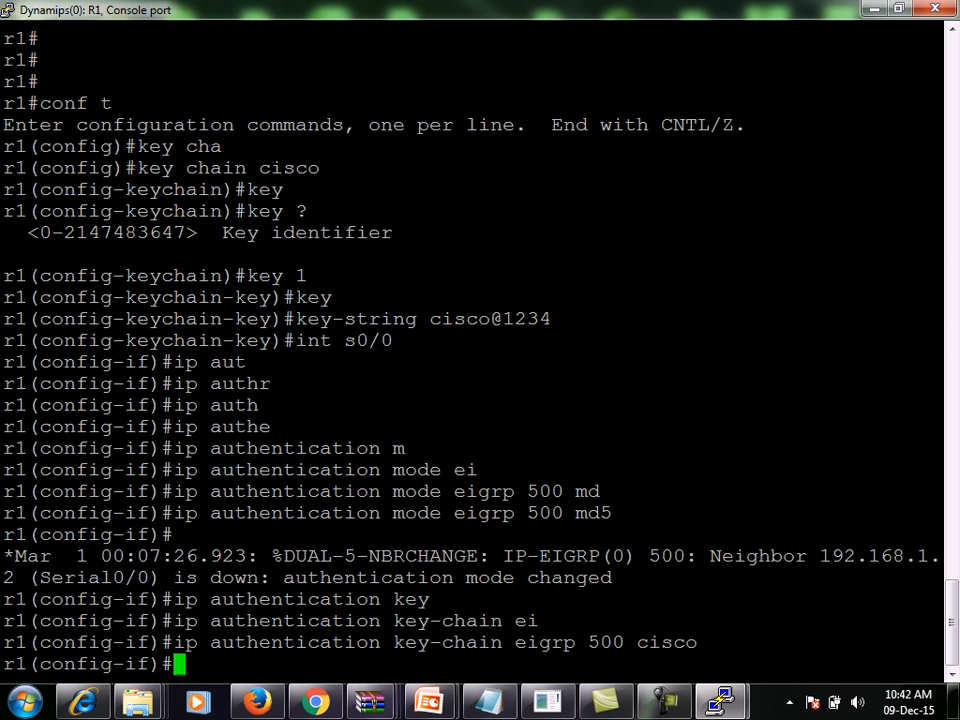 Dynamips(0): R1, Console port
r1#
r1#
r1#
r1#conf t
Enter configuration commands, one per line.  End with CNTL/Z.
r1(config)#key cha
r1(config)#key chain cisco
r1(config-keychain)#key
r1(config-keychain)#key ?
  <0-2147483647>  Key identifier
r1(config-keychain)#key 1
r1(config-keychain-key)#key
r1(config-keychain-key)#key-string cisco@1234
r1(config-keychain-key)#int s0/0
r1(config-if)#ip aut
r1(config-if)#ip authr
r1(config-if)#ip auth
r1(config-if)#ip authe
r1(config-if)#ip authentication m
r1(config-if)#ip authentication mode ei
r1(config-if)#ip authentication mode eigrp 500 md
r1(config-if)#ip authentication mode eigrp 500 md5
r1(config-if)#
*Mar  1 00:07:26.923: %DUAL-5-NBRCHANGE: IP-EIGRP(0) 500: Neighbor 192.168.1.
2 (Serial0/0) is down: authentication mode changed
r1(config-if)#ip authentication key
r1(config-if)#ip authentication key-chain ei
r1(config-if)#ip authentication key-chain eigrp 500 cisco
r1(config-if)#
10:42 AM
09-Dec-15